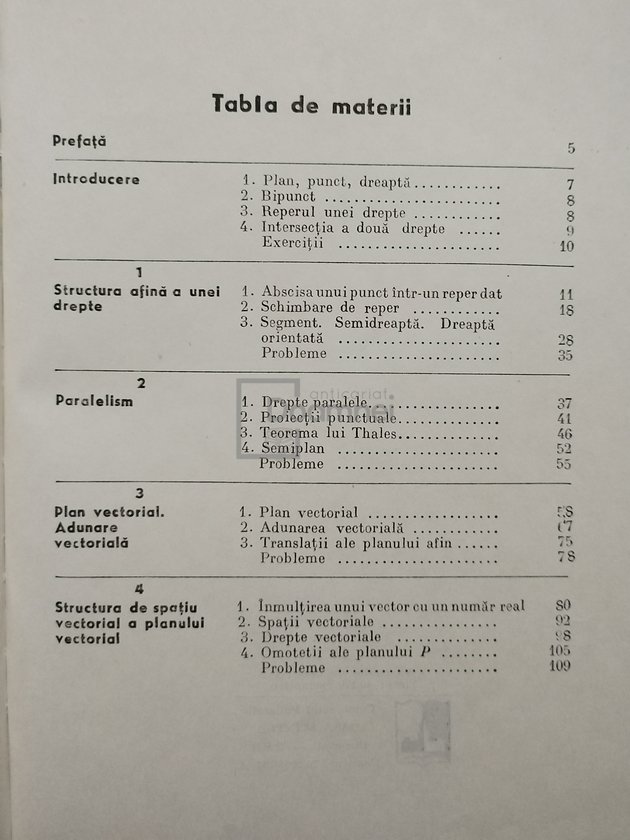 Tabla de materii
Prefață 5
Introducere 1. Plan, punct, dreaptă ............ 7
2. Bipunct ........................ 8
3. Reperul unei drepte ............ 8
4. Intersecția a două drepte ...... 9
Exerciții ...................... 10
1
Structura afină a unei 1. Abscisa unui punct într-un reper dat 11
drepte 2. Schimbare de reper ............ 18
3. Segment. Semidreaptă. Dreaptă
orientată ...................... 28
Probleme ...................... 35
2
Paralelism 1. Drepte paralele.................. 37
2. Proiecții punctuale.............. 41
3. Teorema lui Thales.............. 46
4. Semiplan ...................... 52
Probleme ...................... 55
3
Plan vectorial. 1. Plan vectorial .................. 58
Adunare 2. Adunarea vectorială ............ 67
vectorială 3. Translații ale planului afin ...... 75
Probleme ...................... 78
4
Structura de spațiu 1. Înmulțirea unui vector cu un număr real 80
vectorial a planului 2. Spații vectoriale ................ 92
vectorial 3. Drepte vectoriale .............. 98
4. Omotetii ale planului P ........ 105
Probleme ...................... 109
anticariat